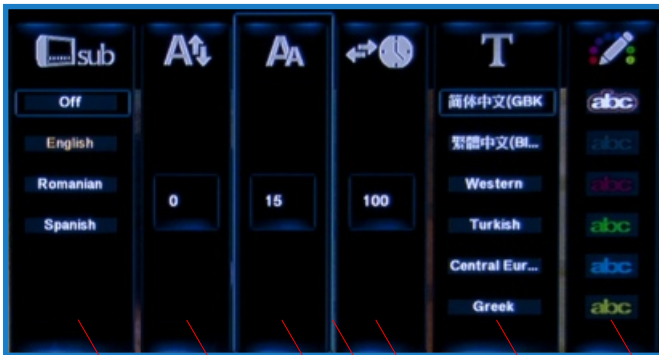 sub
Off
English
Romanian
Spanish
0
15
100
T
简体中文(GBK
繁體中文(BI...
Western
Turkish
Central Eur...
Greek
abc
abc
abc
abc
abc
abc